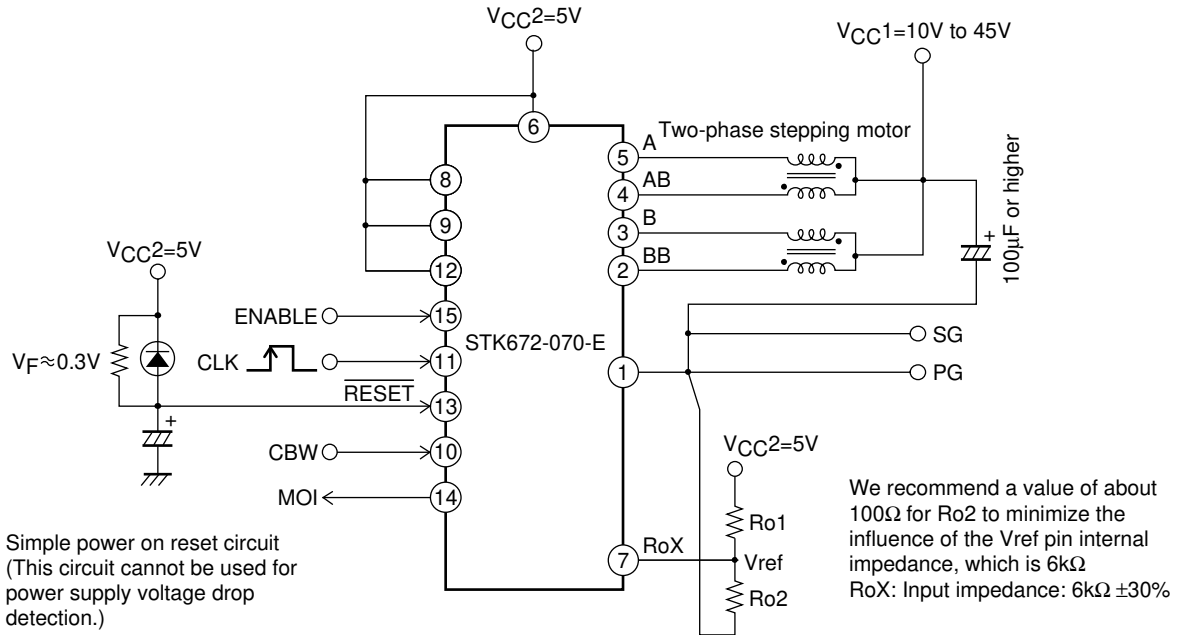 VCC2=5V
VCC1=10V to 45V
6
Two-phase stepping motor
A
5
8
AB
4
9
B
3
100µF or higher
+
VCC2=5V
12
BB
2
ENABLE
15
STK672-070-E
SG
VF≈0.3V
CLK
11
1
PG
RESET
13
+
VCC2=5V
CBW
10
MOI
14
Ro1
We recommend a value of about
100Ω for Ro2 to minimize the
influence of the Vref pin internal
impedance, which is 6kΩ
RoX: Input impedance: 6kΩ ±30%
7
RoX
Vref
Ro2
Simple power on reset circuit
(This circuit cannot be used for
power supply voltage drop
detection.)